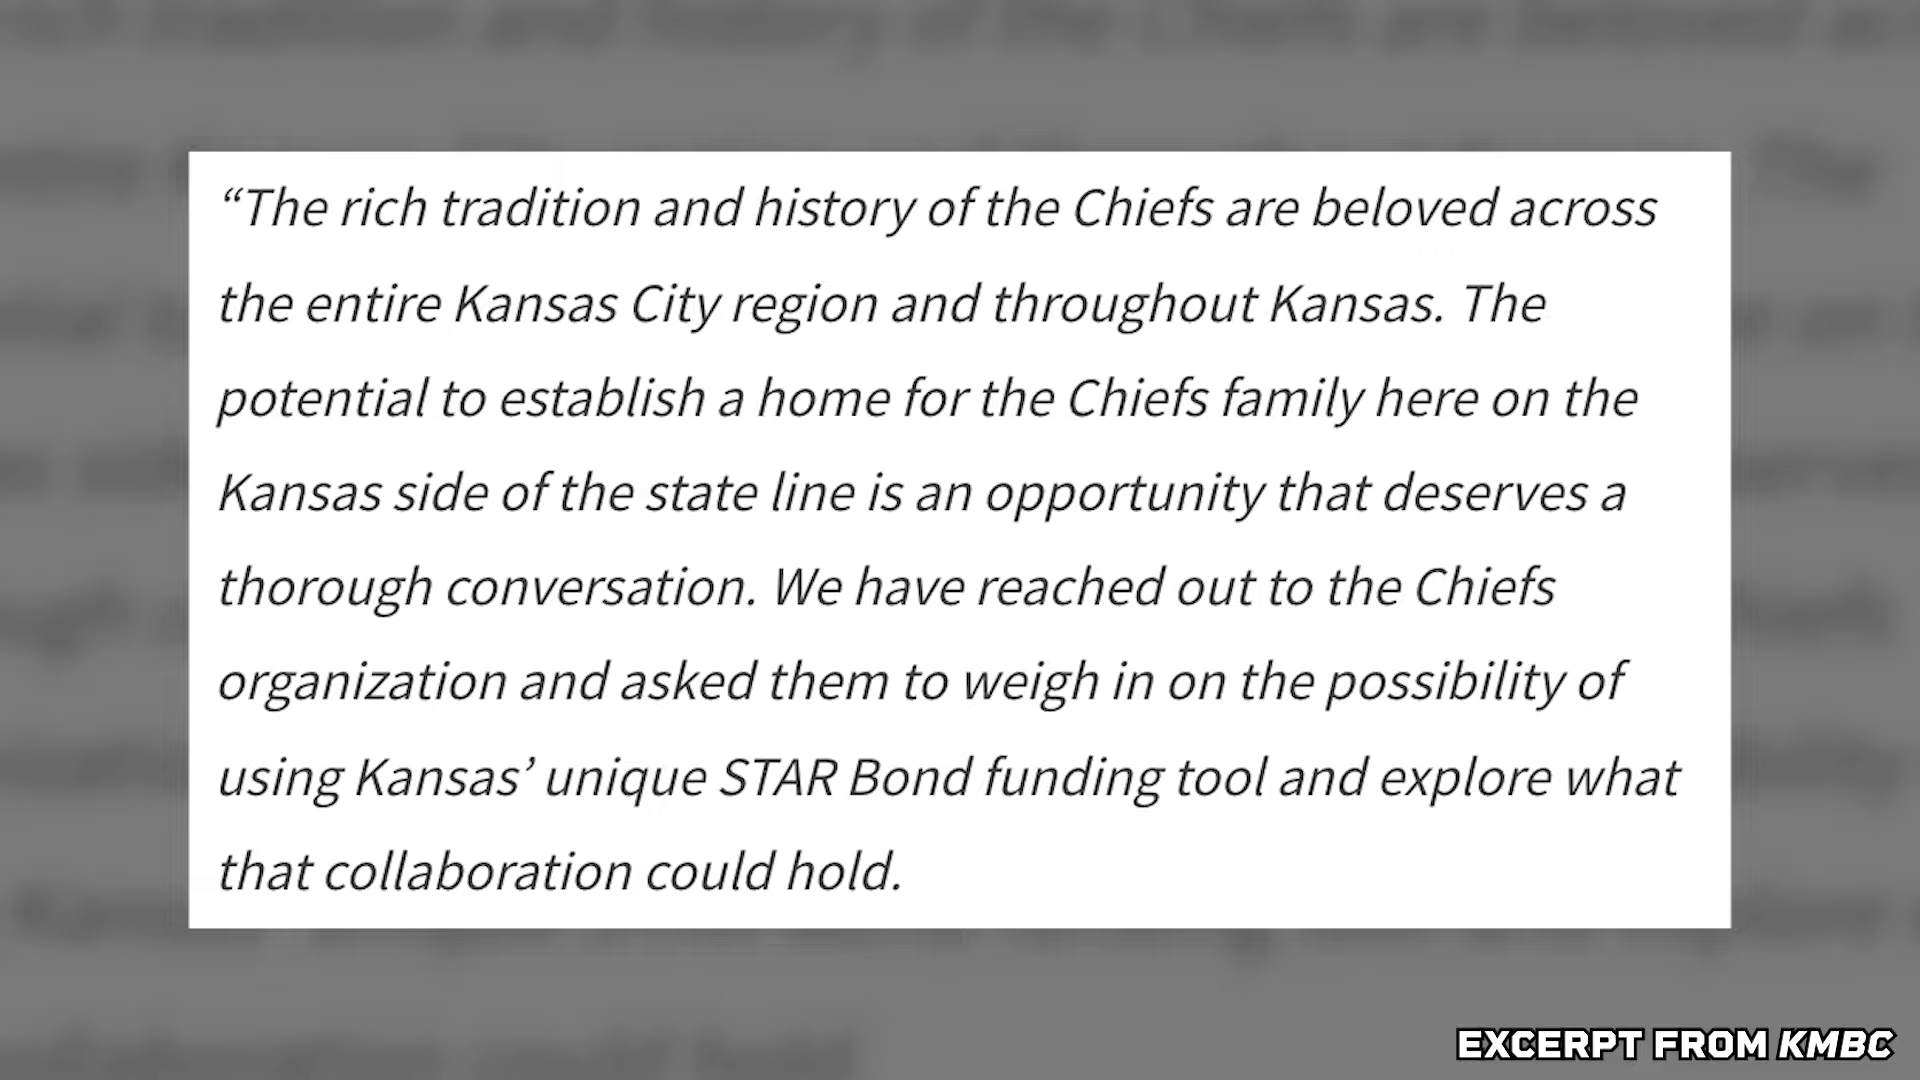 “The rich tradition and history of the Chiefs are beloved across
the entire Kansas City region and throughout Kansas. The
potential to establish a home for the Chiefs family here on the
Kansas side of the state line is an opportunity that deserves a
thorough conversation. We have reached out to the Chiefs
organization and asked them to weigh in on the possibility of
using Kansas’ unique STAR Bond funding tool and explore what
that collaboration could hold.
EXCERPT FROM KMBC